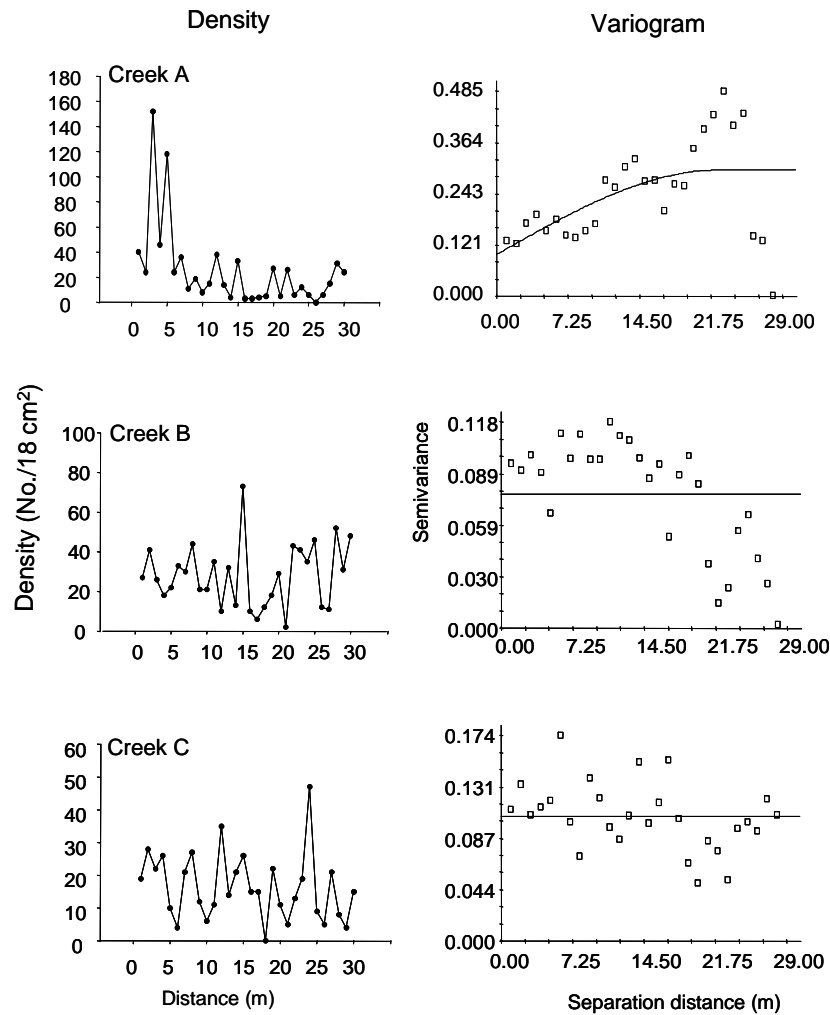 Density
Variogram
Creek A
180
160
140
120
100
80
60
40
20
0
0 5 10 15 20 25 30
0.485
0.364
0.243
0.121
0.000
0.00 7.25 14.50 21.75 29.00
Density (No./18 cm²)
Creek B
100
80
60
40
20
0
0 5 10 15 20 25 30
Semivariance
0.118
0.089
0.059
0.030
0.000
0.00 7.25 14.50 21.75 29.00
Creek C
60
50
40
30
20
10
0
0 5 10 15 20 25 30
Distance (m)
0.174
0.131
0.087
0.044
0.000
0.00 7.25 14.50 21.75 29.00
Separation distance (m)